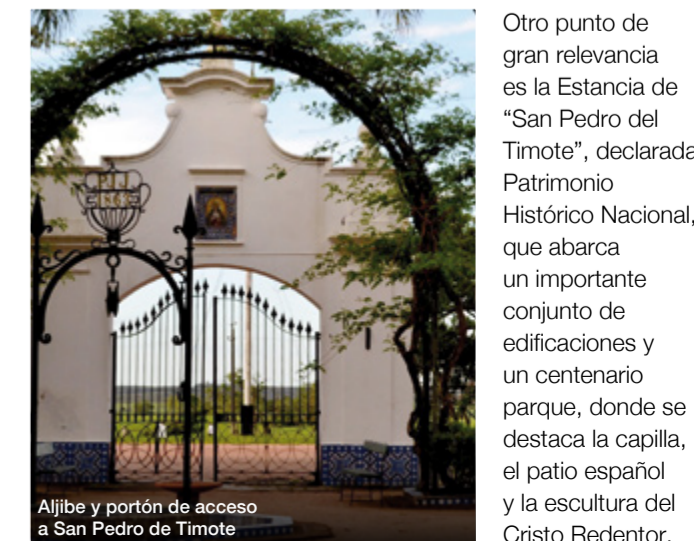 Otro punto de
gran relevancia
es la Estancia de
“San Pedro del
Timote”, declarada
Patrimonio
Histórico Nacional,
que abarca
un importante
conjunto de
edificaciones y
un centenario
parque, donde se
destaca la capilla,
el patio español
y la escultura del
Cristo Redentor.
Aljibe y portón de acceso
a San Pedro de Timote